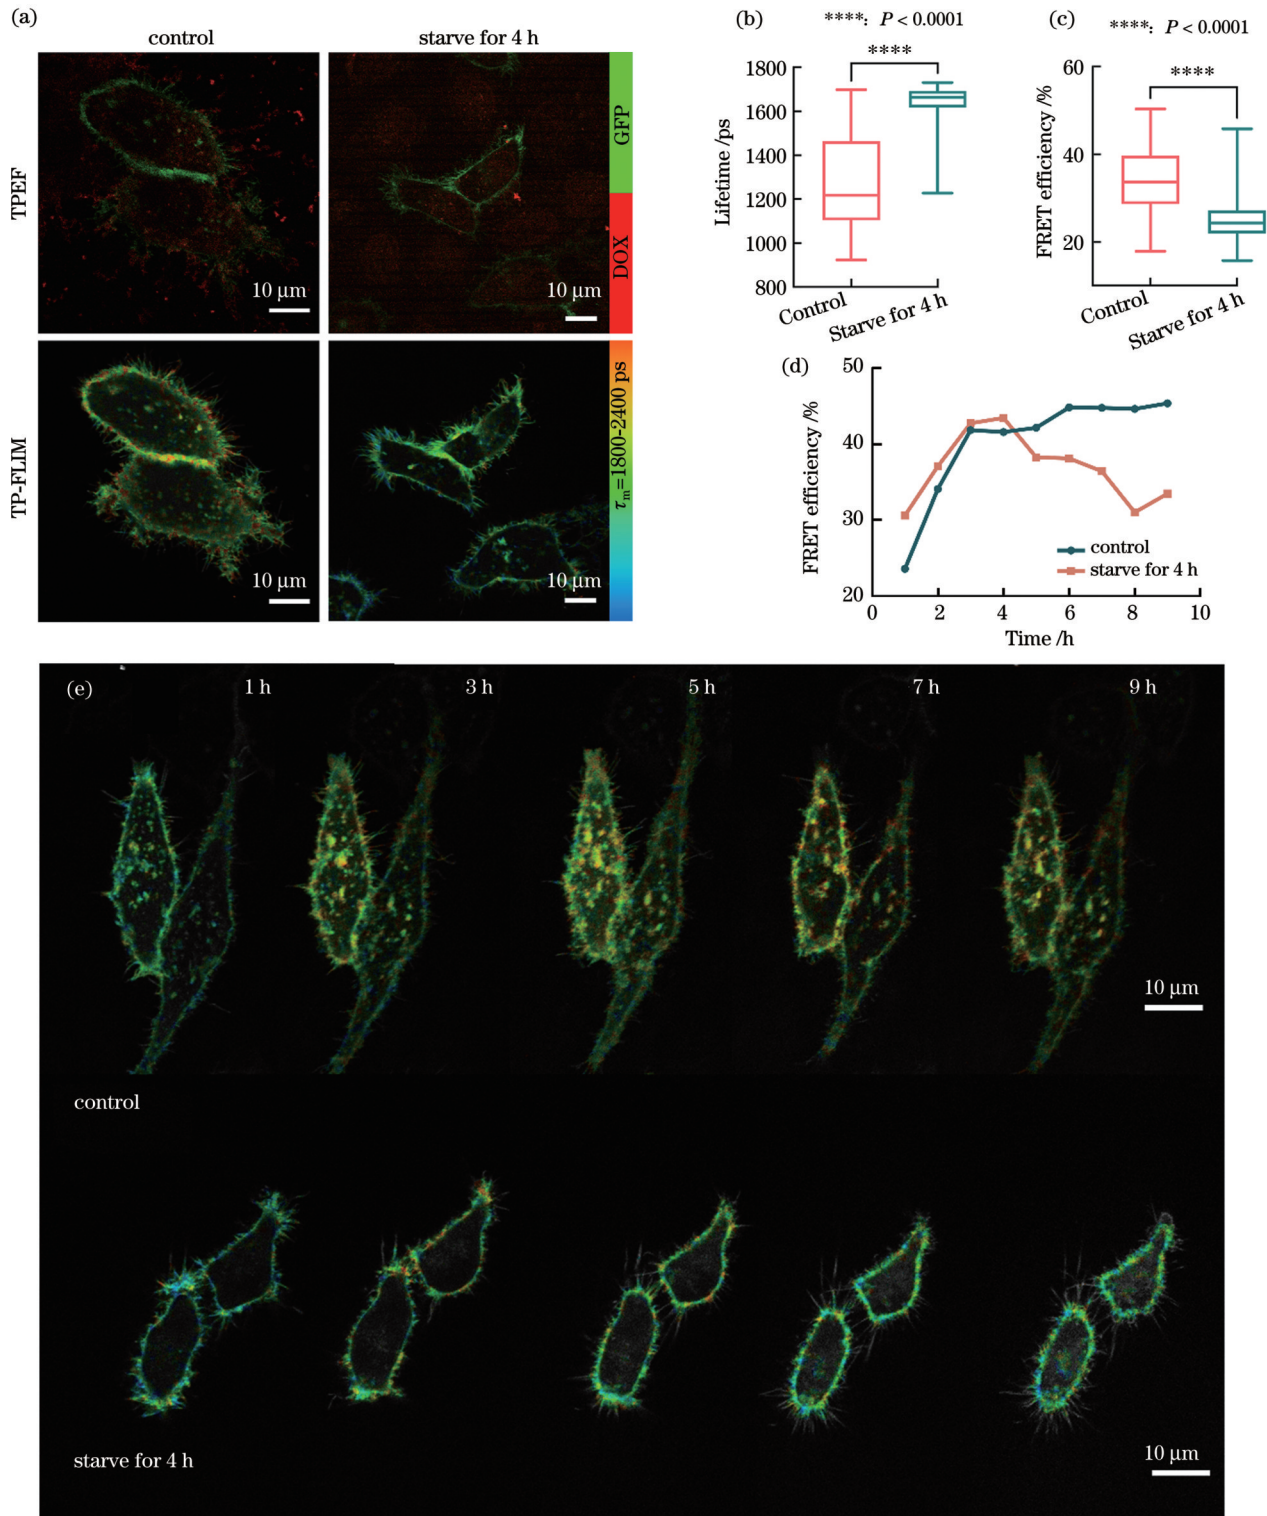 (a)
control
starve for 4 h
TPEF
GFP
DOX
10 μm
10 μm
TP-FLIM
τm=1800-2400 ps
10 μm
10 μm
(b)
****: P < 0.0001
****
Lifetime /ps
1800
1600
1400
1200
1000
800
Control
Starve for 4 h
(c)
****: P < 0.0001
****
FRET efficiency /%
60
40
20
Control
Starve for 4 h
(d)
FRET efficiency /%
50
40
30
20
0 2 4 6 8 10
Time /h
control
starve for 4 h
(e)
1 h 3 h 5 h 7 h 9 h
10 μm
control
starve for 4 h
10 μm